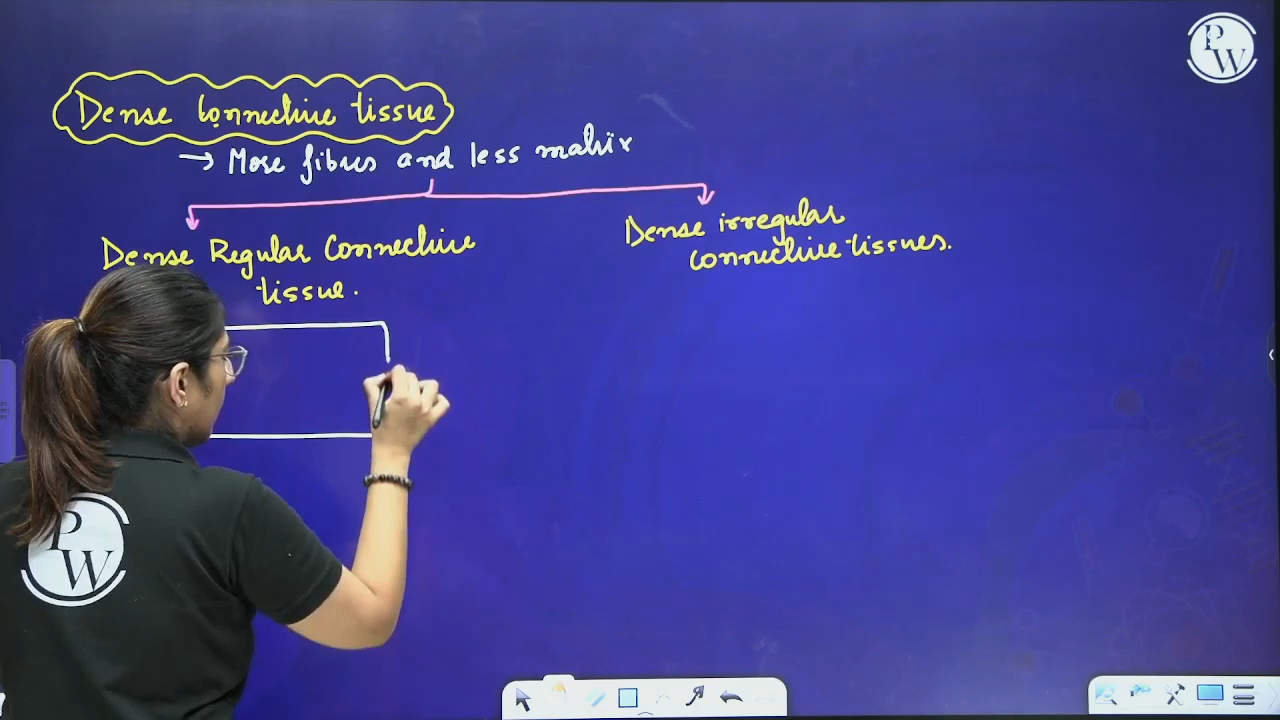 PW
Dense Connective tissue
→ More fibres and less matrix
Dense Regular Connective
tissue.
Dense irregular
connective tissues.
PW